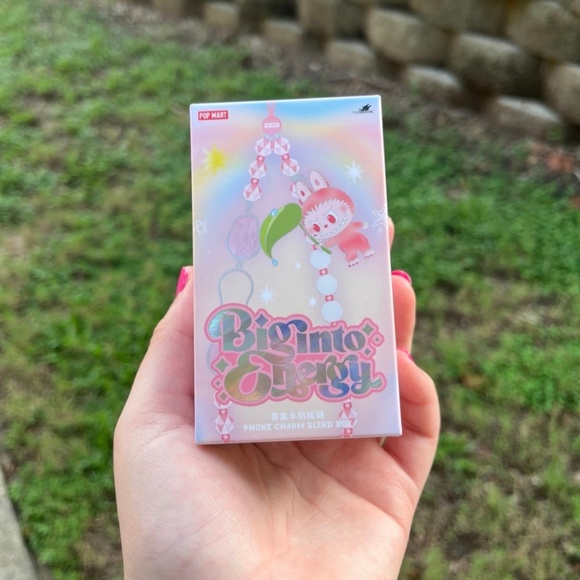 POP MART
Big into
Energy
PHONE CHARM BLIND